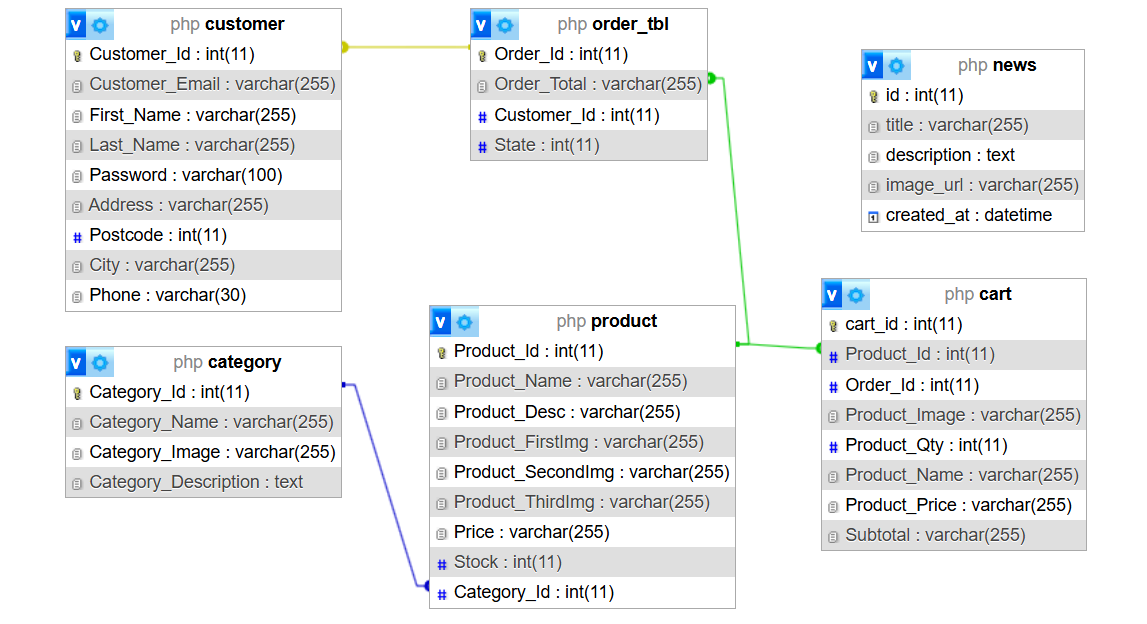 v php customer
Customer_Id : int(11)
Customer_Email : varchar(255)
First_Name : varchar(255)
Last_Name : varchar(255)
Password : varchar(100)
Address : varchar(255)
# Postcode : int(11)
City : varchar(255)
Phone : varchar(30)
v php order_tbl
Order_Id : int(11)
Order_Total : varchar(255)
# Customer_Id : int(11)
# State : int(11)
v php news
id : int(11)
title : varchar(255)
description : text
image_url : varchar(255)
created_at : datetime
v php category
Category_Id : int(11)
Category_Name : varchar(255)
Category_Image : varchar(255)
Category_Description : text
v php product
Product_Id : int(11)
Product_Name : varchar(255)
Product_Desc : varchar(255)
Product_FirstImg : varchar(255)
Product_SecondImg : varchar(255)
Product_ThirdImg : varchar(255)
Price : varchar(255)
# Stock : int(11)
# Category_Id : int(11)
v php cart
cart_id : int(11)
# Product_Id : int(11)
# Order_Id : int(11)
Product_Image : varchar(255)
# Product_Qty : int(11)
Product_Name : varchar(255)
Product_Price : varchar(255)
Subtotal : varchar(255)